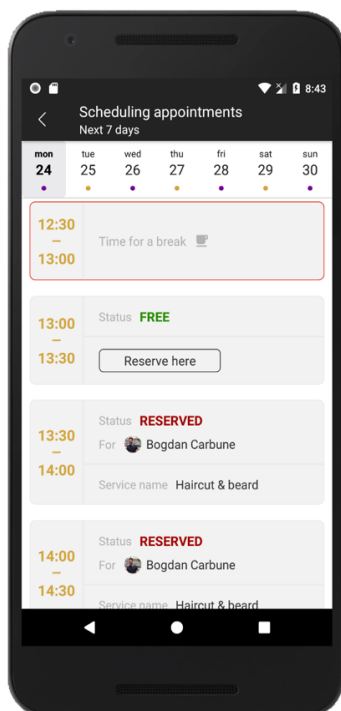 8:43
Scheduling appointments
Next 7 days
mon tue wed thu fri sat sun
24 25 26 27 28 29 30
12:30
–
13:00
Time for a break
13:00
–
13:30
Status FREE
Reserve here
13:30
–
14:00
Status RESERVED
For Bogdan Carbune
Service name Haircut & beard
14:00
–
14:30
Status RESERVED
For Bogdan Carbune
Service name Haircut & beard